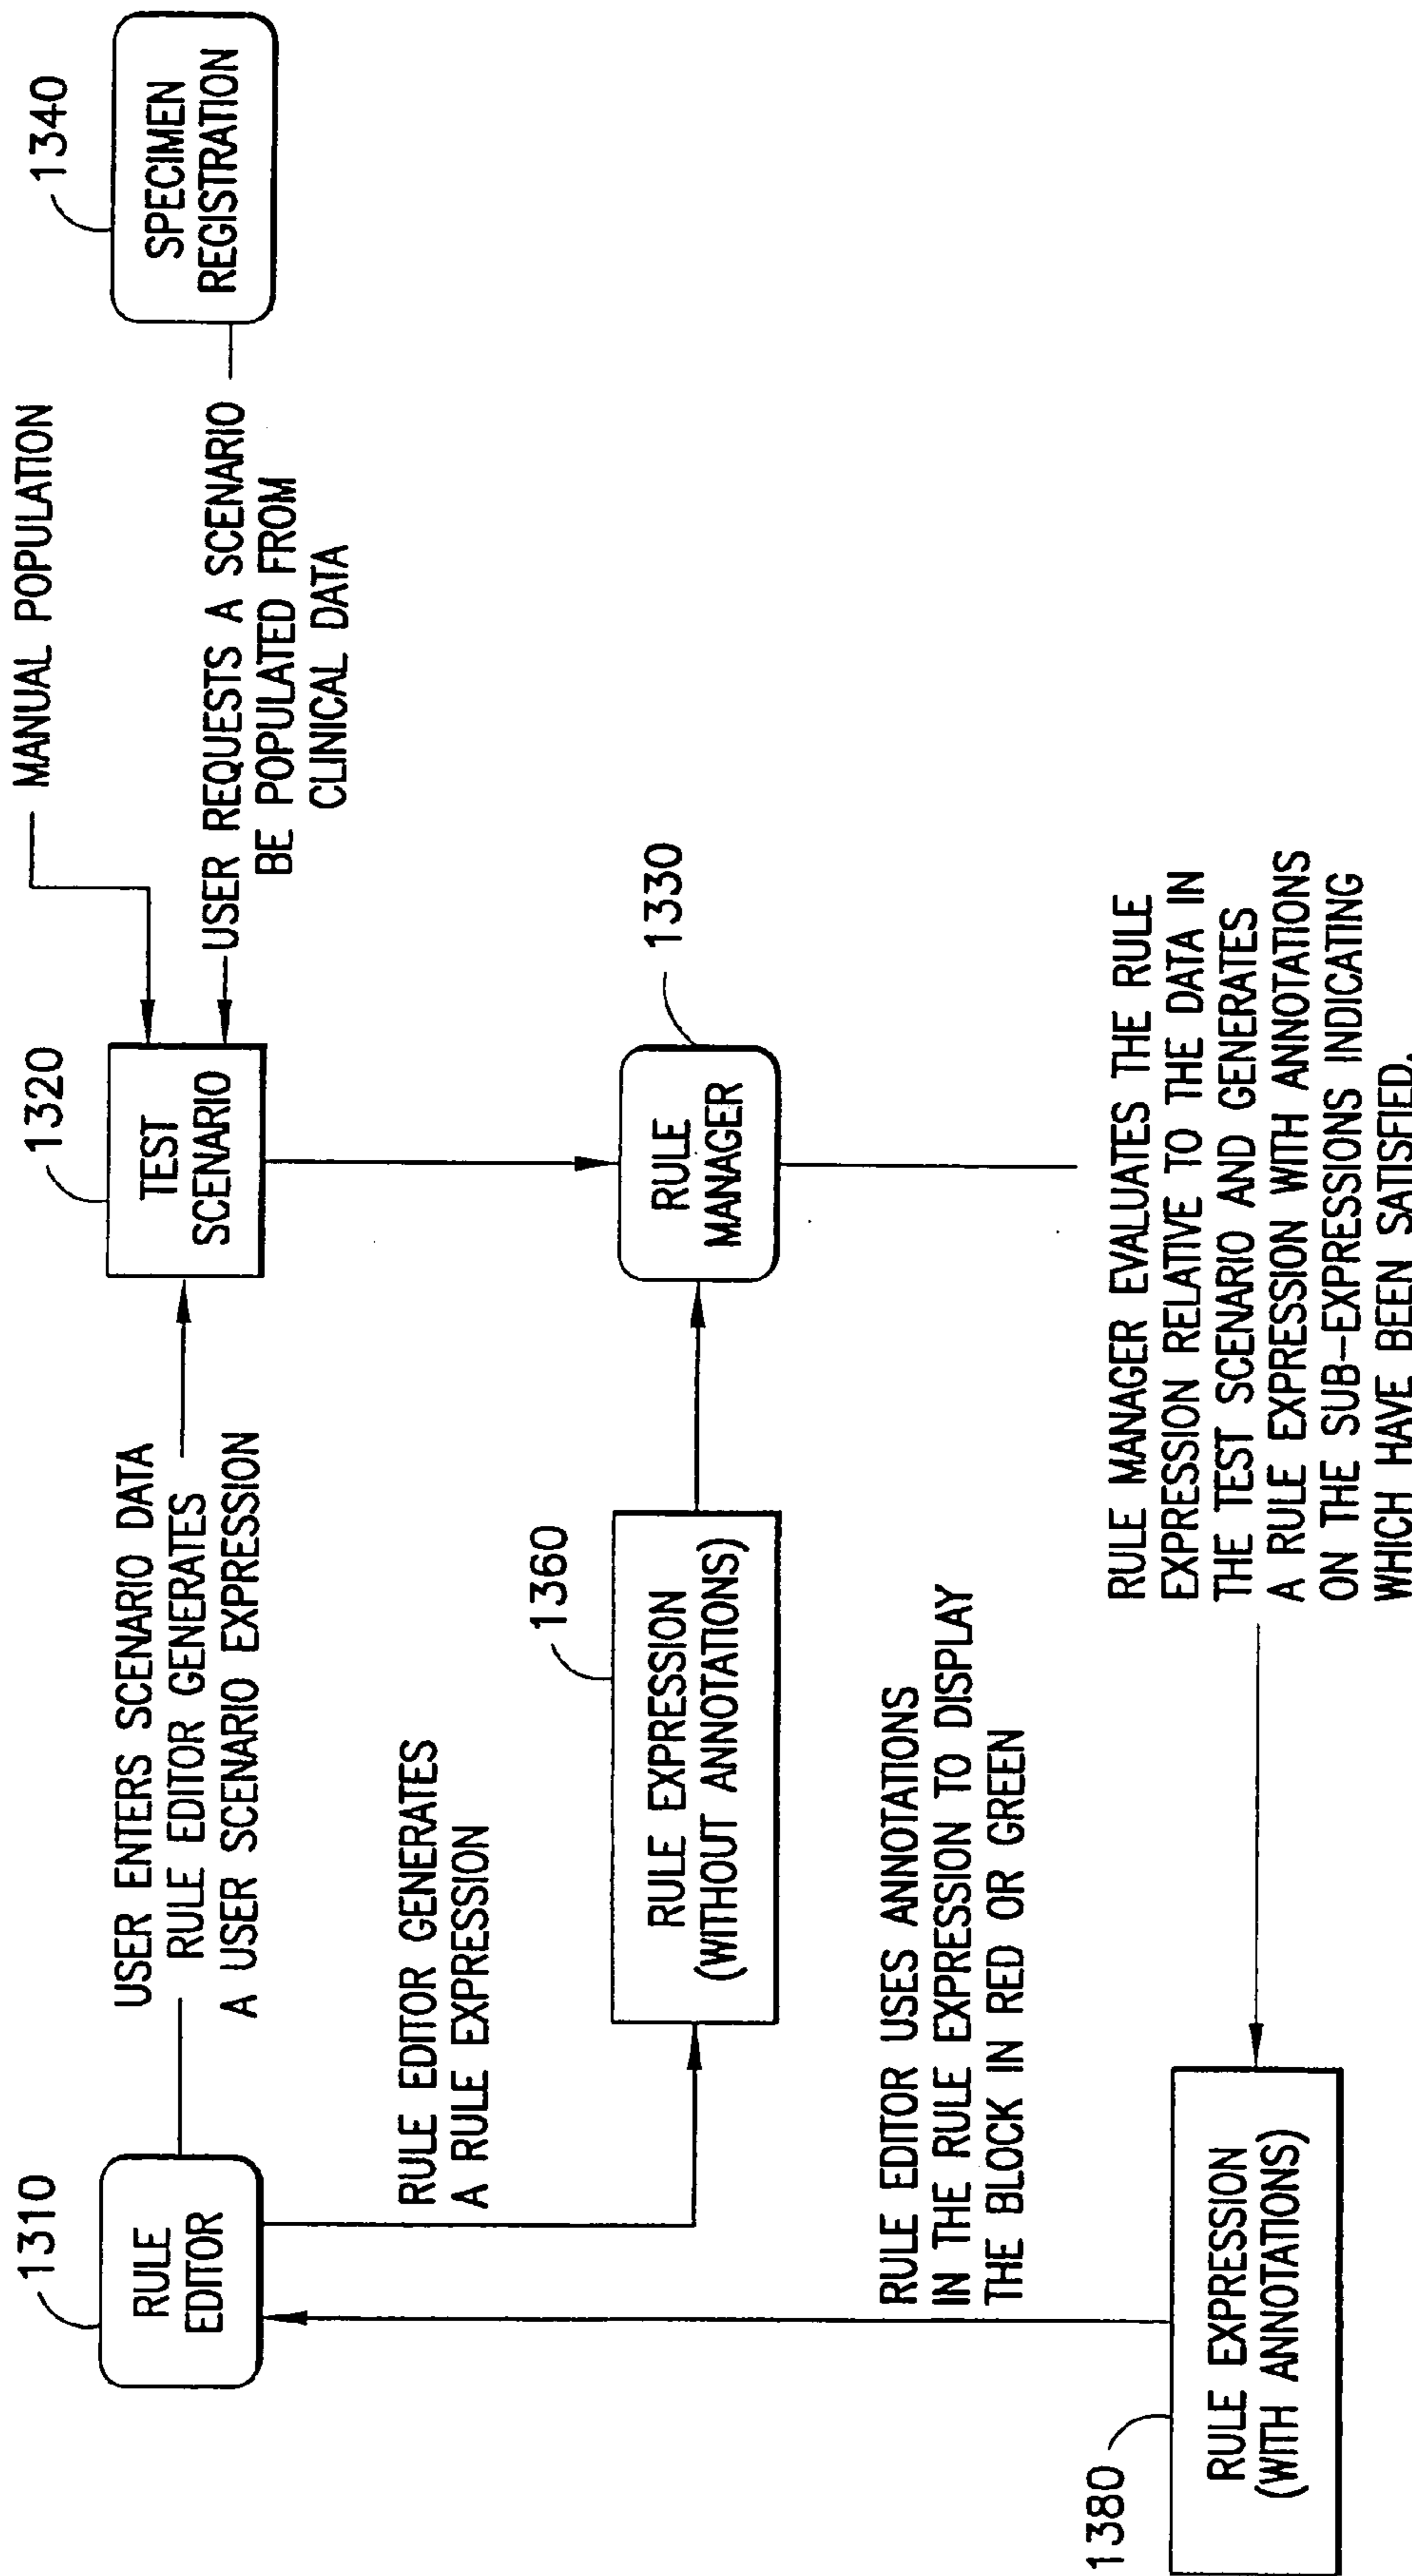 1310
RULE
EDITOR
USER ENTERS SCENARIO DATA
RULE EDITOR GENERATES
A USER SCENARIO EXPRESSION
1320
TEST
SCENARIO
MANUAL POPULATION
USER REQUESTS A SCENARIO
BE POPULATED FROM
CLINICAL DATA
1340
SPECIMEN
REGISTRATION
RULE EDITOR GENERATES
A RULE EXPRESSION
1360
RULE EXPRESSION
(WITHOUT ANNOTATIONS)
1330
RULE
MANAGER
RULE EDITOR USES ANNOTATIONS
IN THE RULE EXPRESSION TO DISPLAY
THE BLOCK IN RED OR GREEN
RULE MANAGER EVALUATES THE RULE
EXPRESSION RELATIVE TO THE DATA IN
THE TEST SCENARIO AND GENERATES
A RULE EXPRESSION WITH ANNOTATIONS
ON THE SUB-EXPRESSIONS INDICATING
WHICH HAVE BEEN SATISFIED.
1380
RULE EXPRESSION
(WITH ANNOTATIONS)